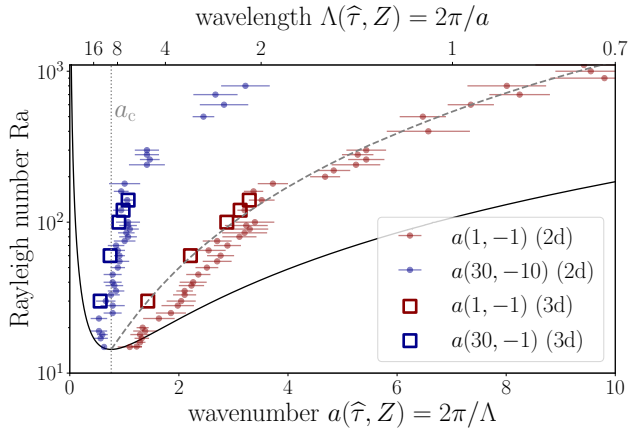 wavelength Λ(τ̂, Z) = 2π/a
16 8 4 2 1 0.7
10³
10²
10¹
Rayleigh number Ra
a_c
a(1, −1) (2d)
a(30, −10) (2d)
a(1, −1) (3d)
a(30, −1) (3d)
0 2 4 6 8 10
wavenumber a(τ̂, Z) = 2π/Λ